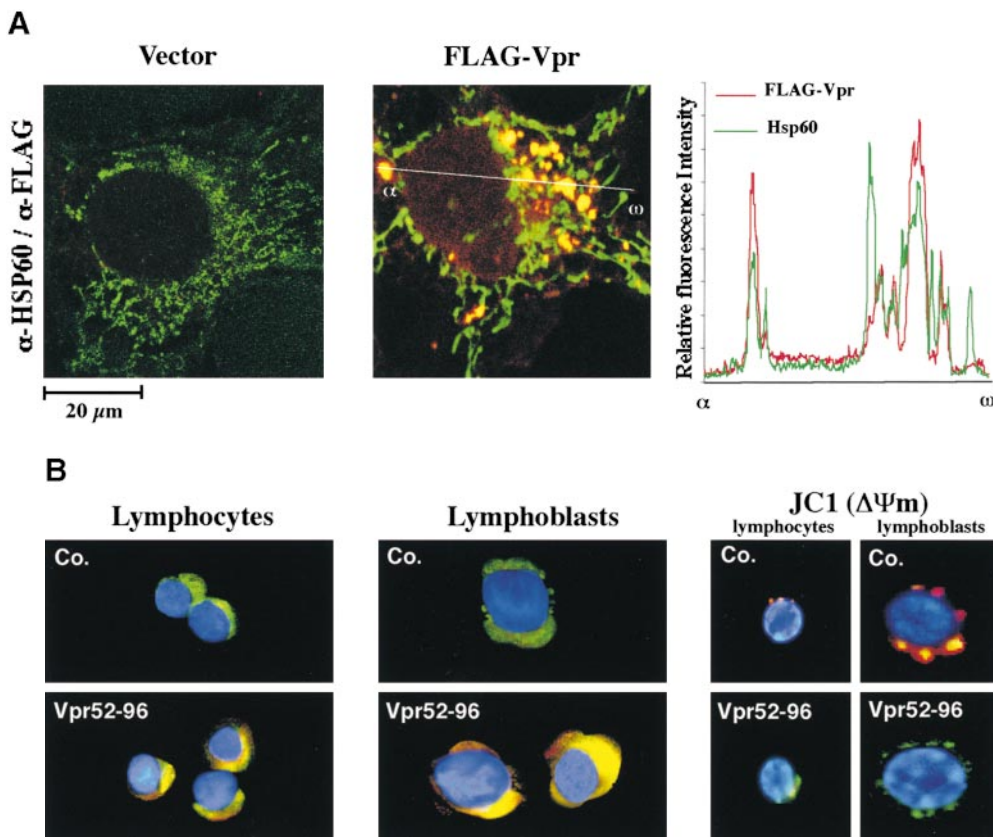 A
Vector
FLAG-Vpr
α-HSP60 / α-FLAG
α
ω
20 µm
Relative fluorescence Intensity
FLAG-Vpr
Hsp60
α
ω
B
Lymphocytes
Lymphoblasts
JC1 (ΔΨm)
lymphocytes
lymphoblasts
Co.
Co.
Co.
Co.
Vpr52-96
Vpr52-96
Vpr52-96
Vpr52-96